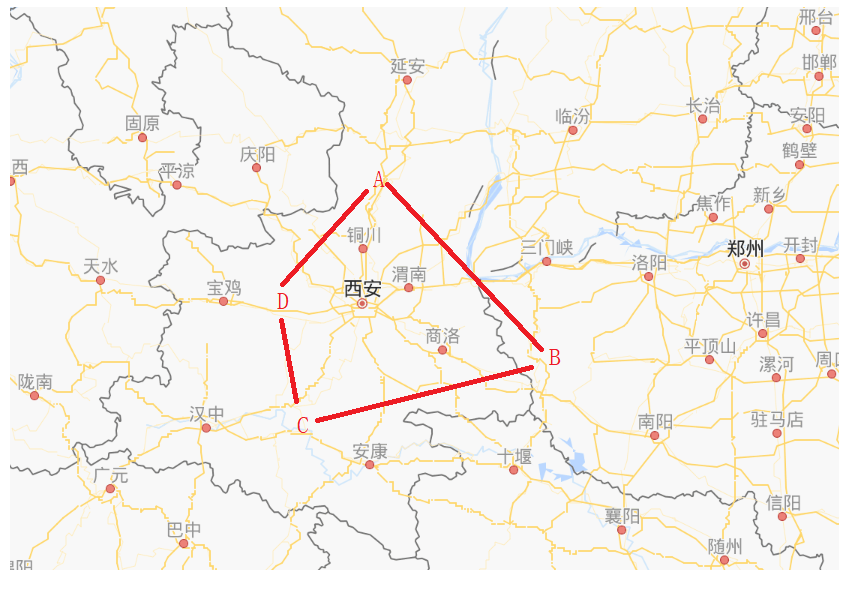 邢台
延安
邯郸
临汾
长治
安阳
固原
庆阳
鹤壁
西
平凉
A
新乡
焦作
铜川
三门峡
郑州
开封
天水
渭南
洛阳
宝鸡
西安
D
许昌
商洛
平顶山
B
漯河
周口
陇南
汉中
C
南阳
驻马店
安康
十堰
广元
信阳
巴中
襄阳
随州
阳